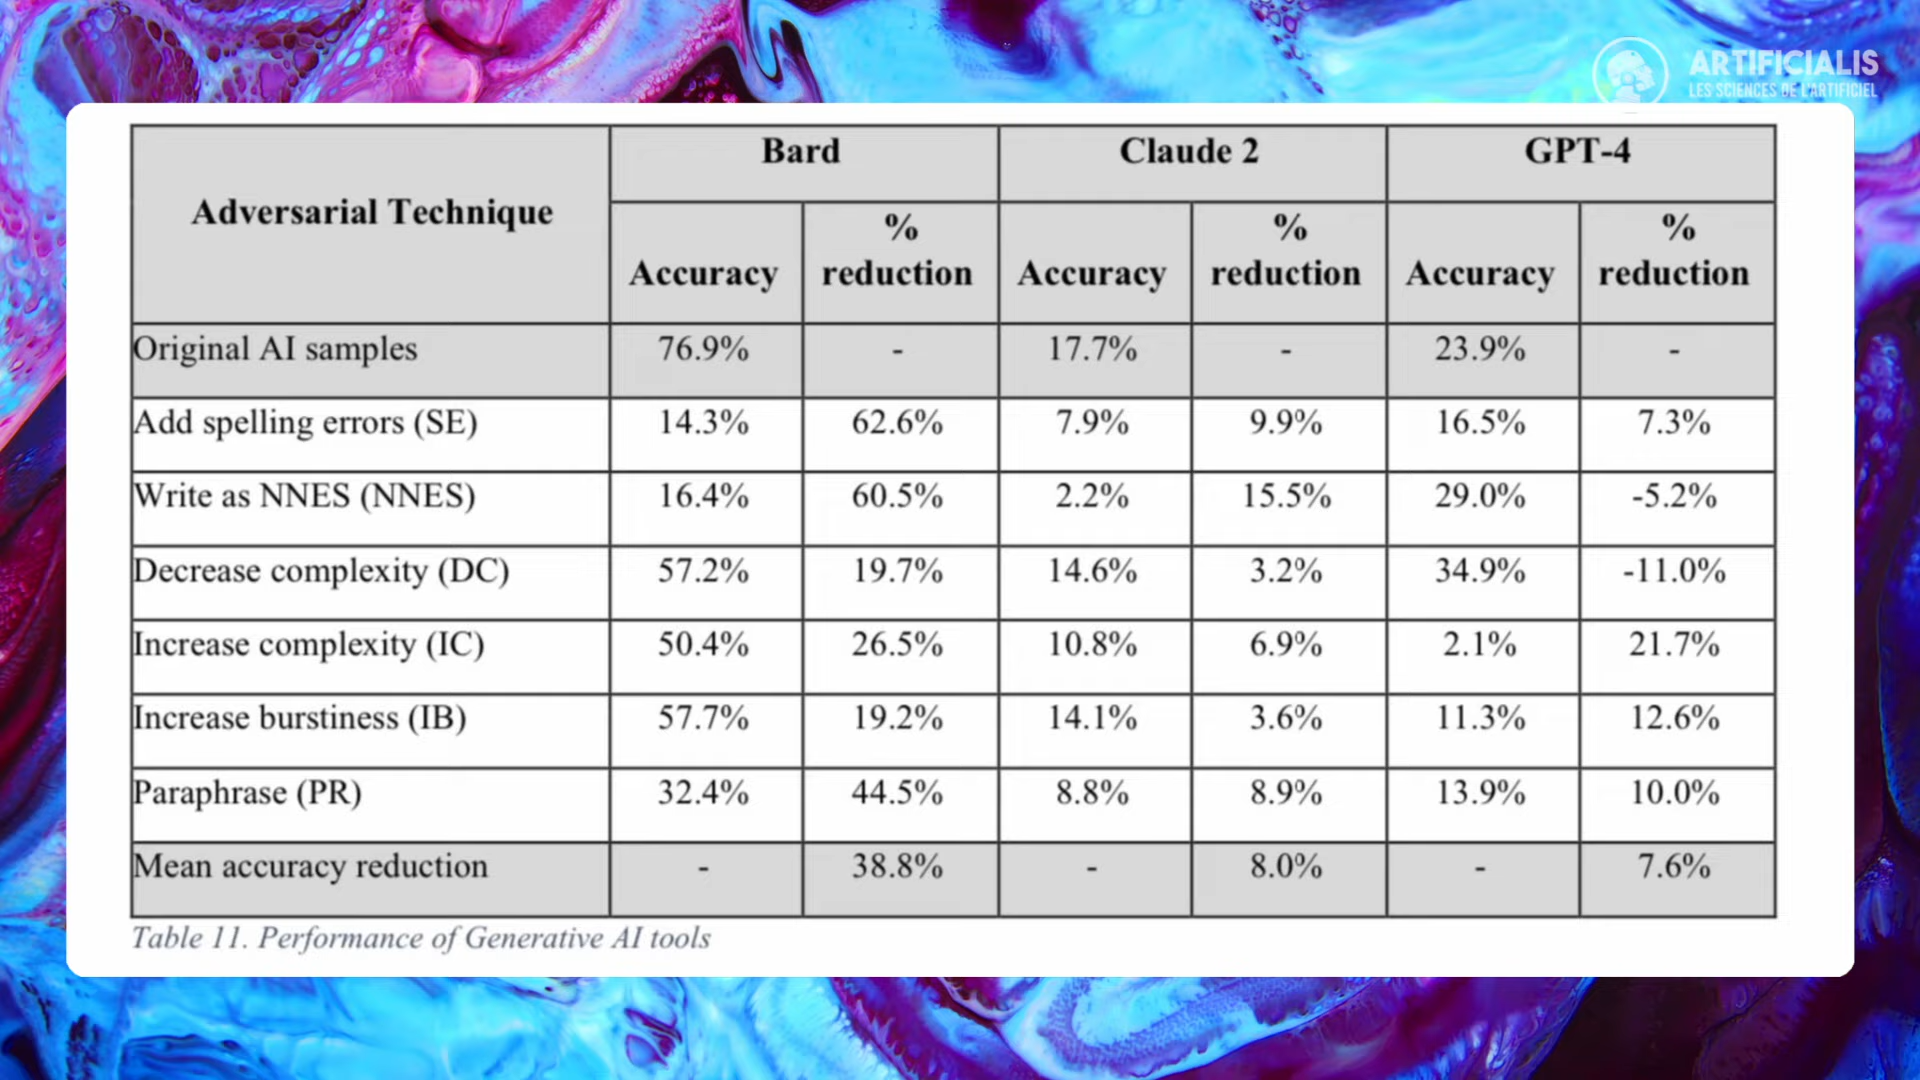 ARTIFICIALIS
LES SCIENCES DE L'ARTIFICIEL
Adversarial Technique Bard Claude 2 GPT-4
Accuracy % reduction Accuracy % reduction Accuracy % reduction
Original AI samples 76.9% - 17.7% - 23.9% -
Add spelling errors (SE) 14.3% 62.6% 7.9% 9.9% 16.5% 7.3%
Write as NNES (NNES) 16.4% 60.5% 2.2% 15.5% 29.0% -5.2%
Decrease complexity (DC) 57.2% 19.7% 14.6% 3.2% 34.9% -11.0%
Increase complexity (IC) 50.4% 26.5% 10.8% 6.9% 2.1% 21.7%
Increase burstiness (IB) 57.7% 19.2% 14.1% 3.6% 11.3% 12.6%
Paraphrase (PR) 32.4% 44.5% 8.8% 8.9% 13.9% 10.0%
Mean accuracy reduction - 38.8% - 8.0% - 7.6%
Table 11. Performance of Generative AI tools